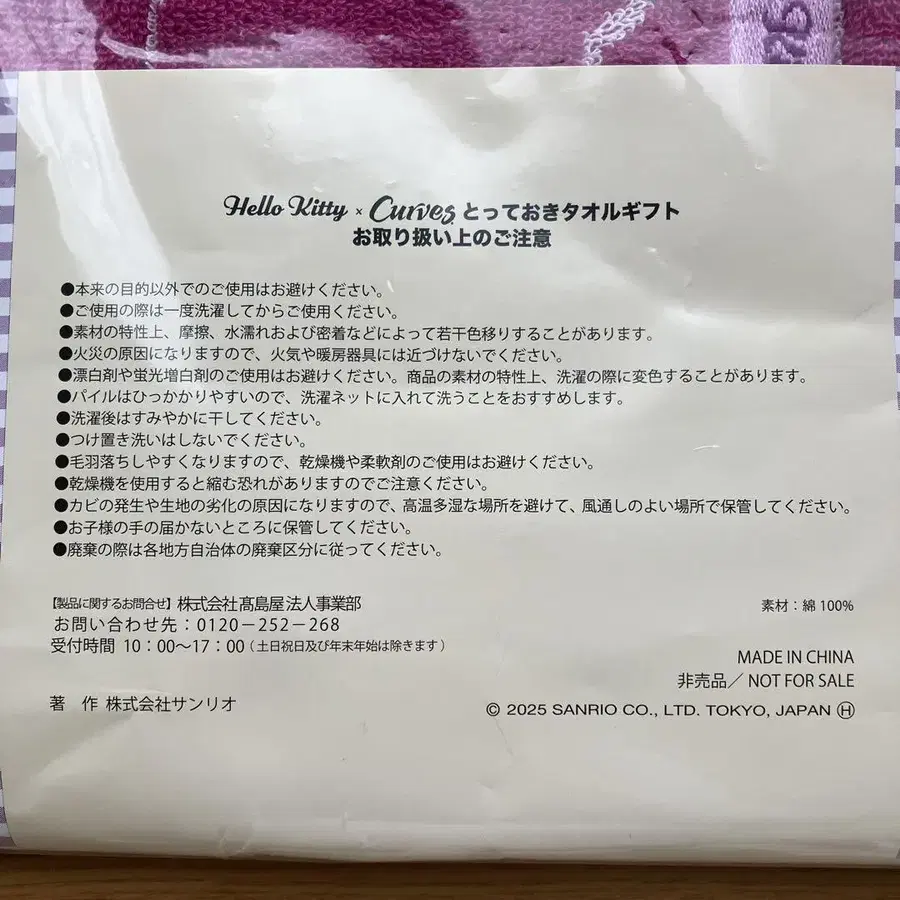 Hello Kitty × Curves とっておきタオルギフト
お取り扱い上のご注意
●本来の目的以外でのご使用はお避けください。
●ご使用の際は一度洗濯してからご使用ください。
●素材の特性上、摩擦、水濡れおよび密着などによって若干色移りすることがあります。
●火災の原因になりますので、火気や暖房器具には近づけないでください。
●漂白剤や蛍光増白剤のご使用はお避けください。商品の素材の特性上、洗濯の際に変色することがあります。
●パイルはひっかかりやすいので、洗濯ネットに入れて洗うことをおすすめします。
●洗濯後はすみやかに干してください。
●つけ置き洗いはしないでください。
●毛羽落ちしやすくなりますので、乾燥機や柔軟剤のご使用はお避けください。
●乾燥機を使用すると縮む恐れがありますのでご注意ください。
●カビの発生や生地の劣化の原因になりますので、高温多湿な場所を避けて、風通しのよい場所で保管してください。
●お子様の手の届かないところに保管してください。
●廃棄の際は各地方自治体の廃棄区分に従ってください。
【製品に関するお問合せ】株式会社髙島屋 法人事業部
お問い合わせ先：0120－252－268
受付時間 10：00～17：00（土日祝日及び年末年始は除きます）
素材：綿 100%
MADE IN CHINA
非売品／ NOT FOR SALE
著　作 株式会社サンリオ
© 2025 SANRIO CO., LTD. TOKYO, JAPAN Ⓗ